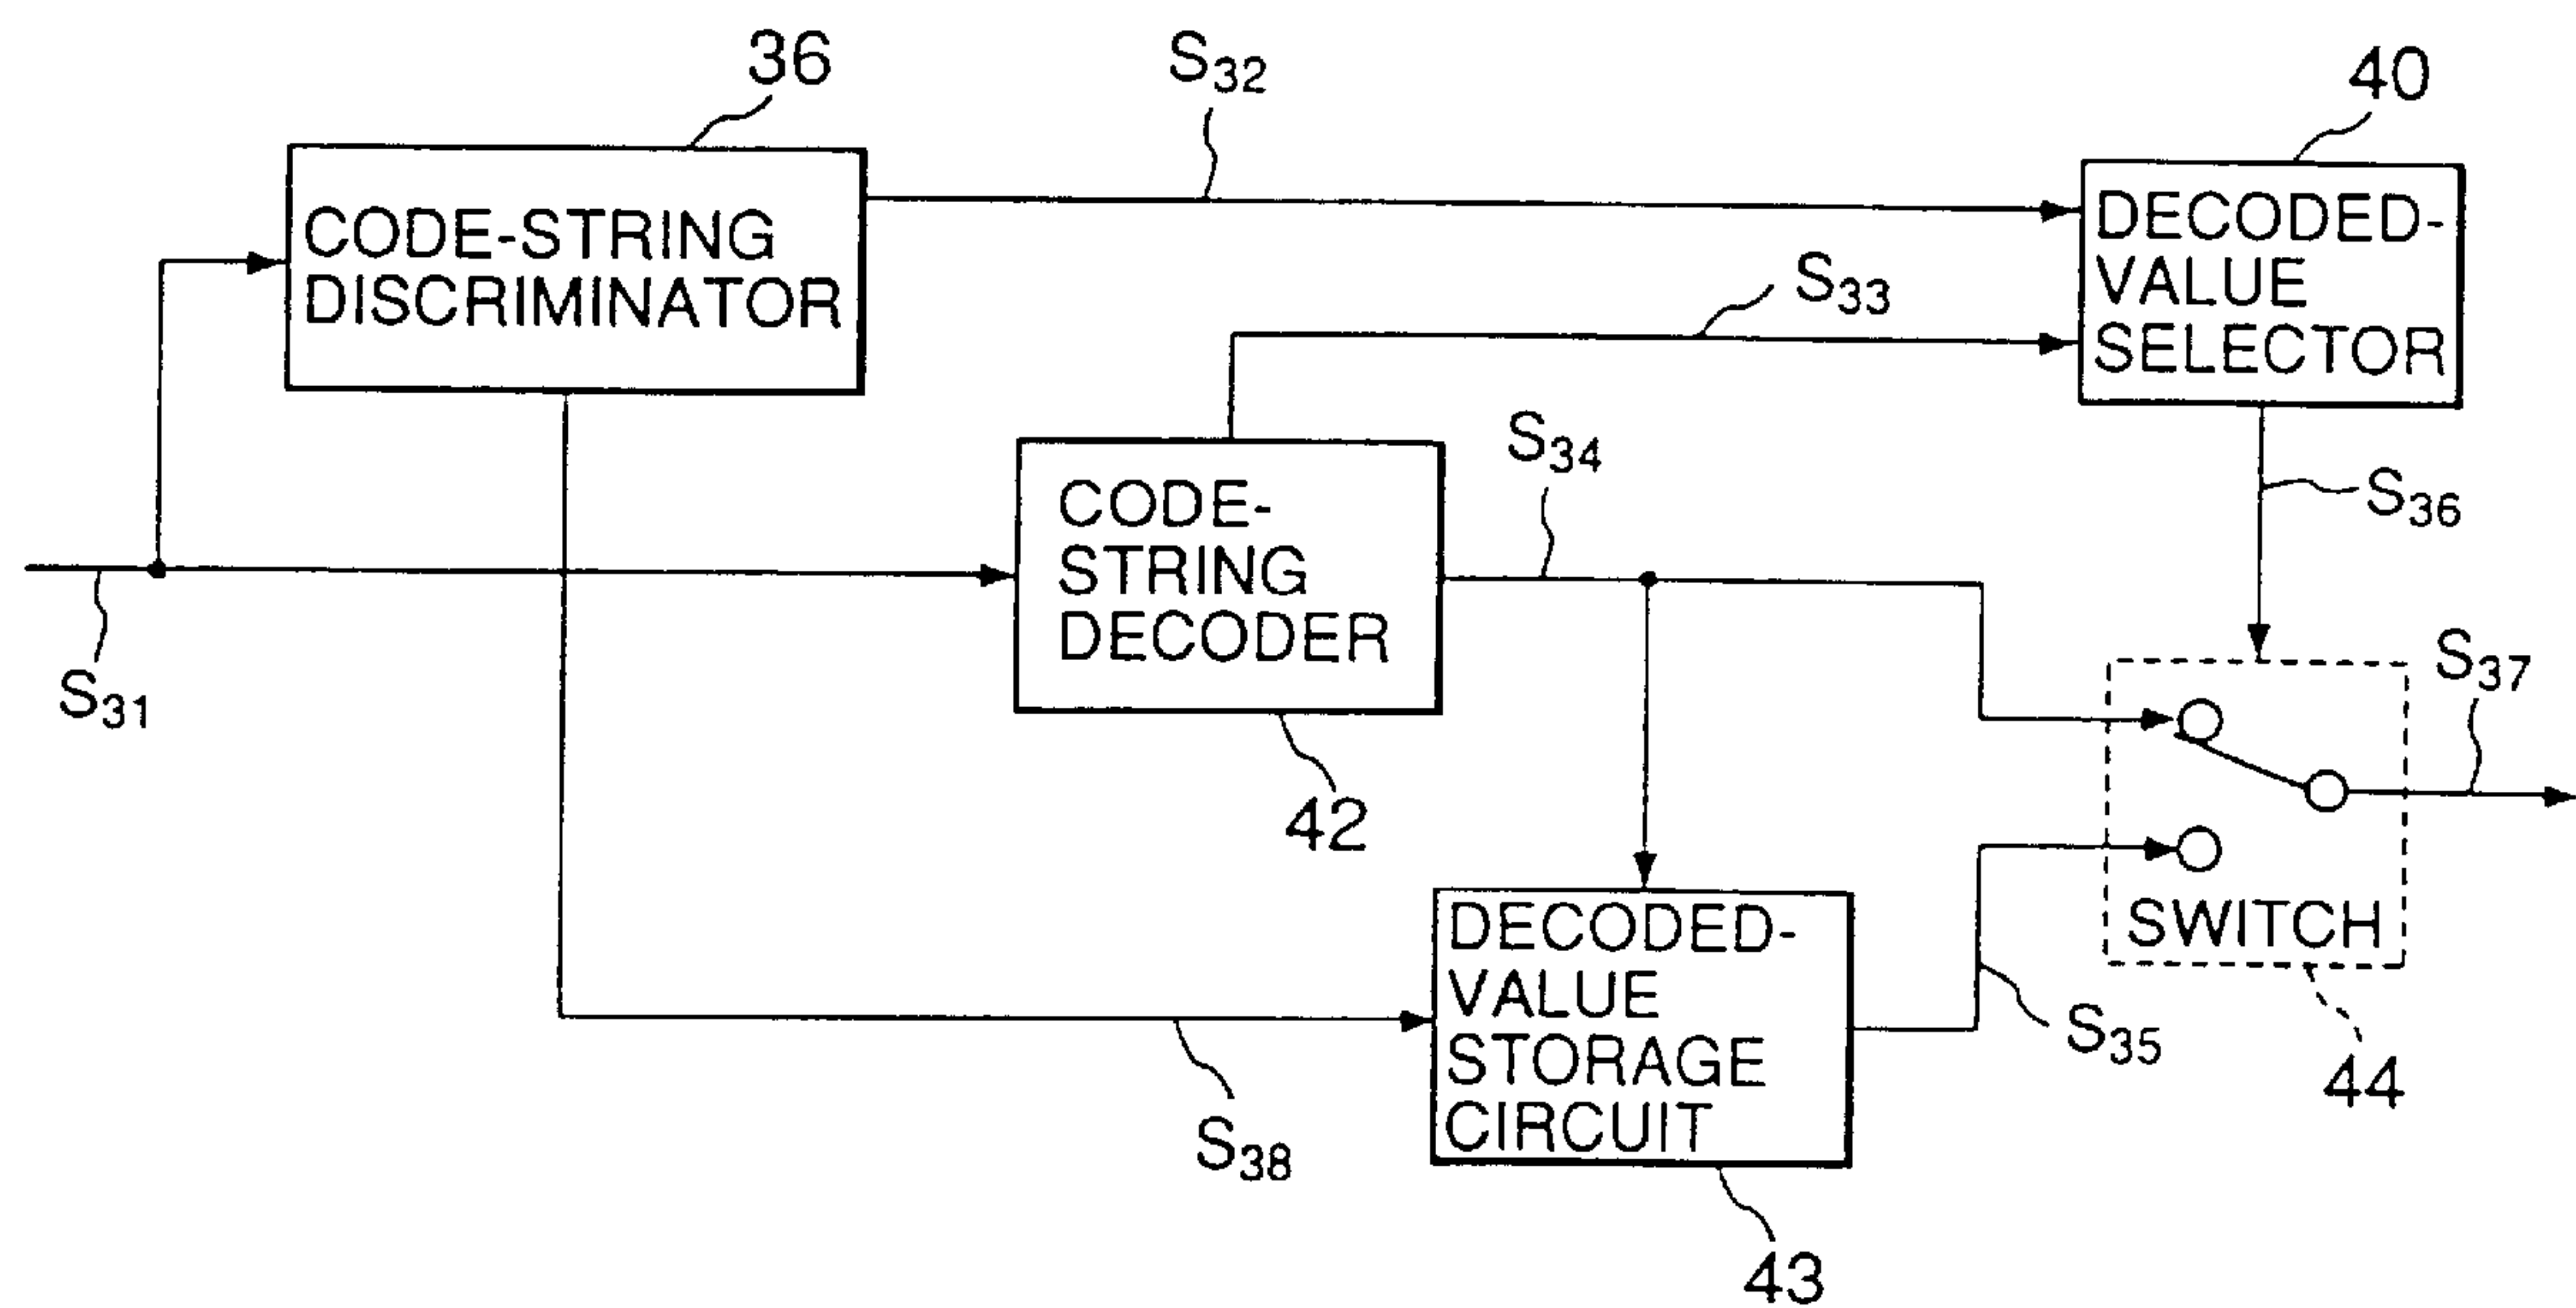 36
S32
40
CODE-STRING
DISCRIMINATOR
DECODED-
VALUE
SELECTOR
S33
S34
CODE-
STRING
DECODER
S36
S31
S37
42
SWITCH
DECODED-
VALUE
STORAGE
CIRCUIT
S35
44
S38
43